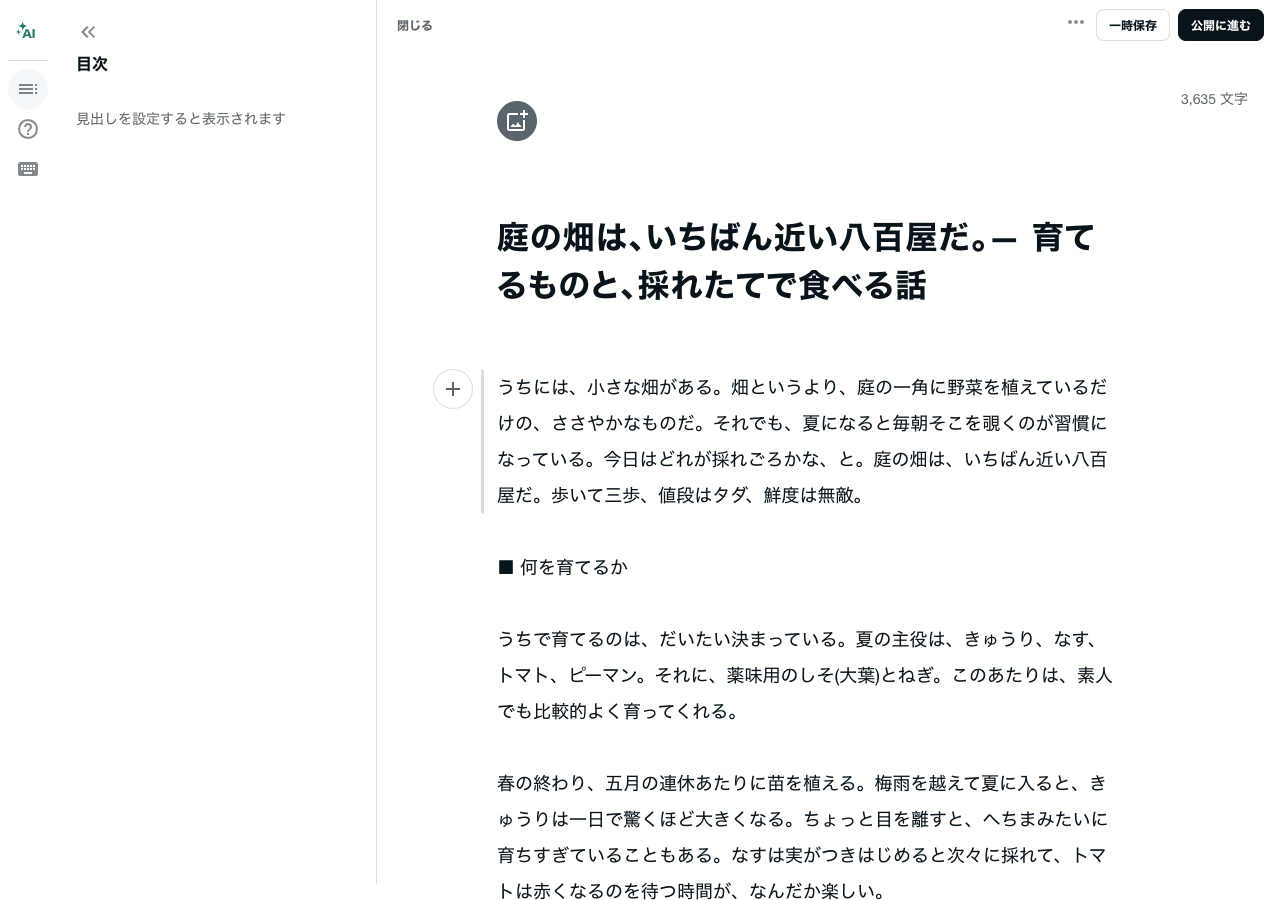 AI
目次
見出しを設定すると表示されます
閉じる
一時保存
公開に進む
3,635 文字
庭の畑は、いちばん近い八百屋だ。— 育て
るものと、採れたてで食べる話
うちには、小さな畑がある。畑というより、庭の一角に野菜を植えているだ
けの、ささやかなものだ。それでも、夏になると毎朝そこを覗くのが習慣に
なっている。今日はどれが採れごろかな、と。庭の畑は、いちばん近い八百
屋だ。歩いて三歩、値段はタダ、鮮度は無敵。
■ 何を育てるか
うちで育てるのは、だいたい決まっている。夏の主役は、きゅうり、なす、
トマト、ピーマン。それに、薬味用のしそ(大葉)とねぎ。このあたりは、素人
でも比較的よく育ってくれる。
春の終わり、五月の連休あたりに苗を植える。梅雨を越えて夏に入ると、き
ゅうりは一日で驚くほど大きくなる。ちょっと目を離すと、へちまみたいに
育ちすぎていることもある。なすは実がつきはじめると次々に採れて、トマ
トは赤くなるのを待つ時間が、なんだか楽しい。